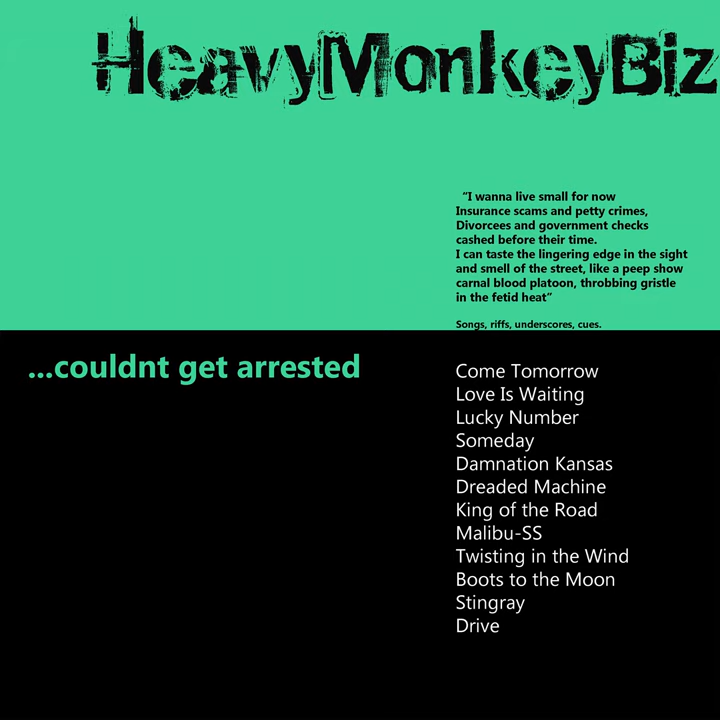 HeavyMonkeyBiz
“I wanna live small for now
Insurance scams and petty crimes,
Divorcees and government checks
cashed before their time.
I can taste the lingering edge in the sight
and smell of the street, like a peep show
carnal blood platoon, throbbing gristle
in the fetid heat”
Songs, riffs, underscores, cues.
...couldnt get arrested
Come Tomorrow
Love Is Waiting
Lucky Number
Someday
Damnation Kansas
Dreaded Machine
King of the Road
Malibu-SS
Twisting in the Wind
Boots to the Moon
Stingray
Drive